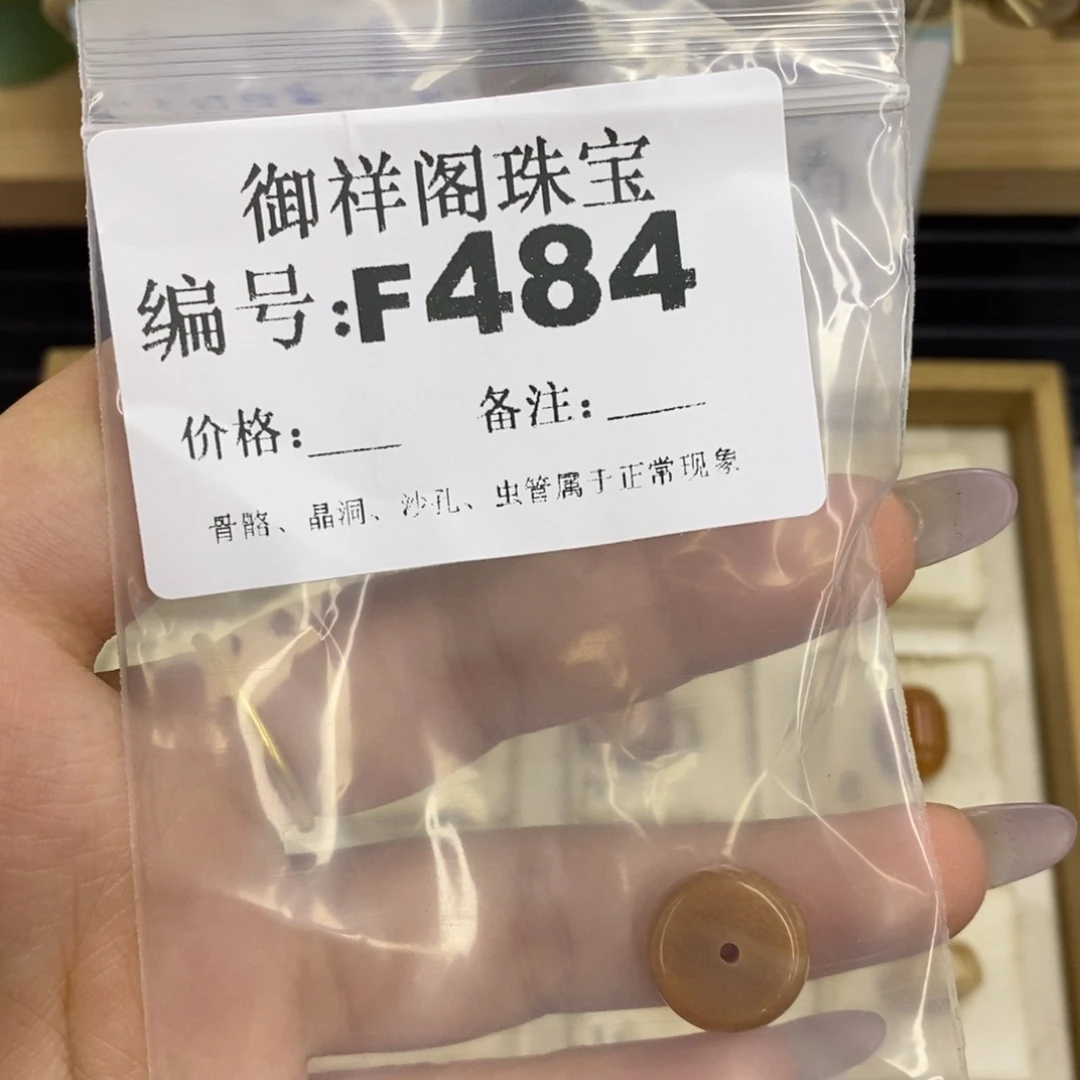 御祥阁珠宝
编号:F484
价格:___ 备注:____
骨骼、晶洞、沙孔、虫管属于正常现象